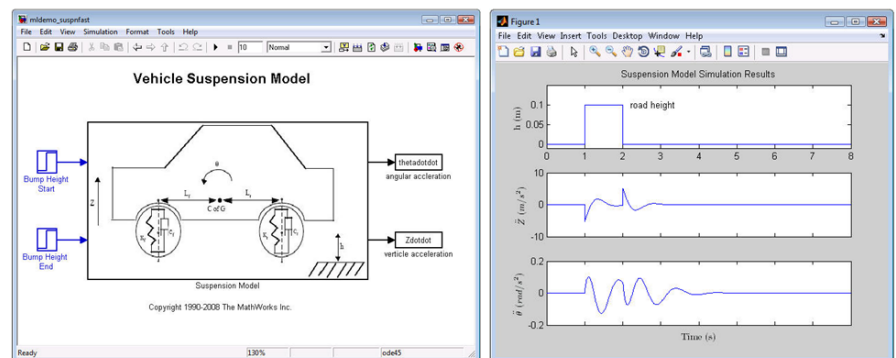 mldemo_suspnfast
File Edit View Simulation Format Tools Help
10 Normal
Vehicle Suspension Model
Bump Height
Start
Bump Height
End
thetadotdot
angular accleration
Zdotdot
verticle acceleration
θ
C of G
Z
h
Suspension Model
Copyright 1990-2008 The MathWorks Inc.
Ready 130% ode45
Figure 1
File Edit View Insert Tools Desktop Window Help
Suspension Model Simulation Results
h (m)
0.1
0.05
0
road height
0 1 2 3 4 5 6 7 8
Z̈ (m/s²)
10
0
-10
θ̈ (rad/s²)
0.2
0
-0.2
Time (s)